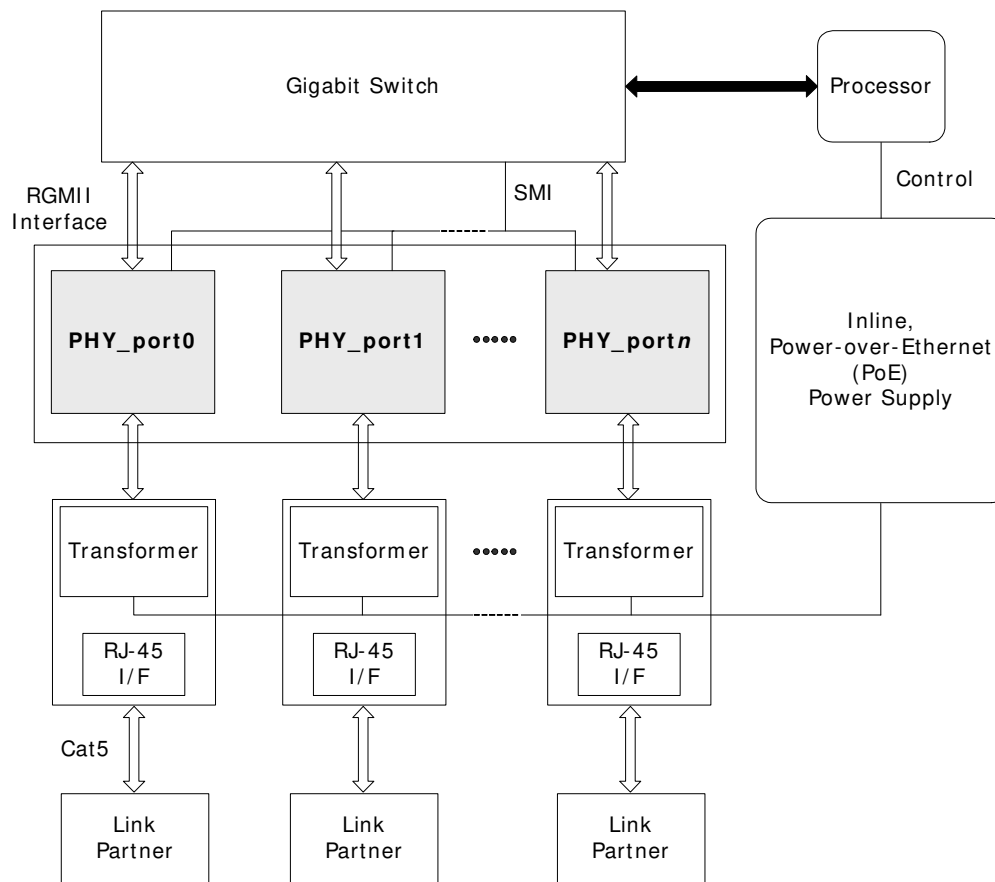 Gigabit Switch
Processor
RGMII
Interface
SMI
Control
PHY_port0
PHY_port1
PHY_portn
Inline,
Power-over-Ethernet
(PoE)
Power Supply
Transformer
Transformer
Transformer
RJ-45
I/F
RJ-45
I/F
RJ-45
I/F
Cat5
Link
Partner
Link
Partner
Link
Partner